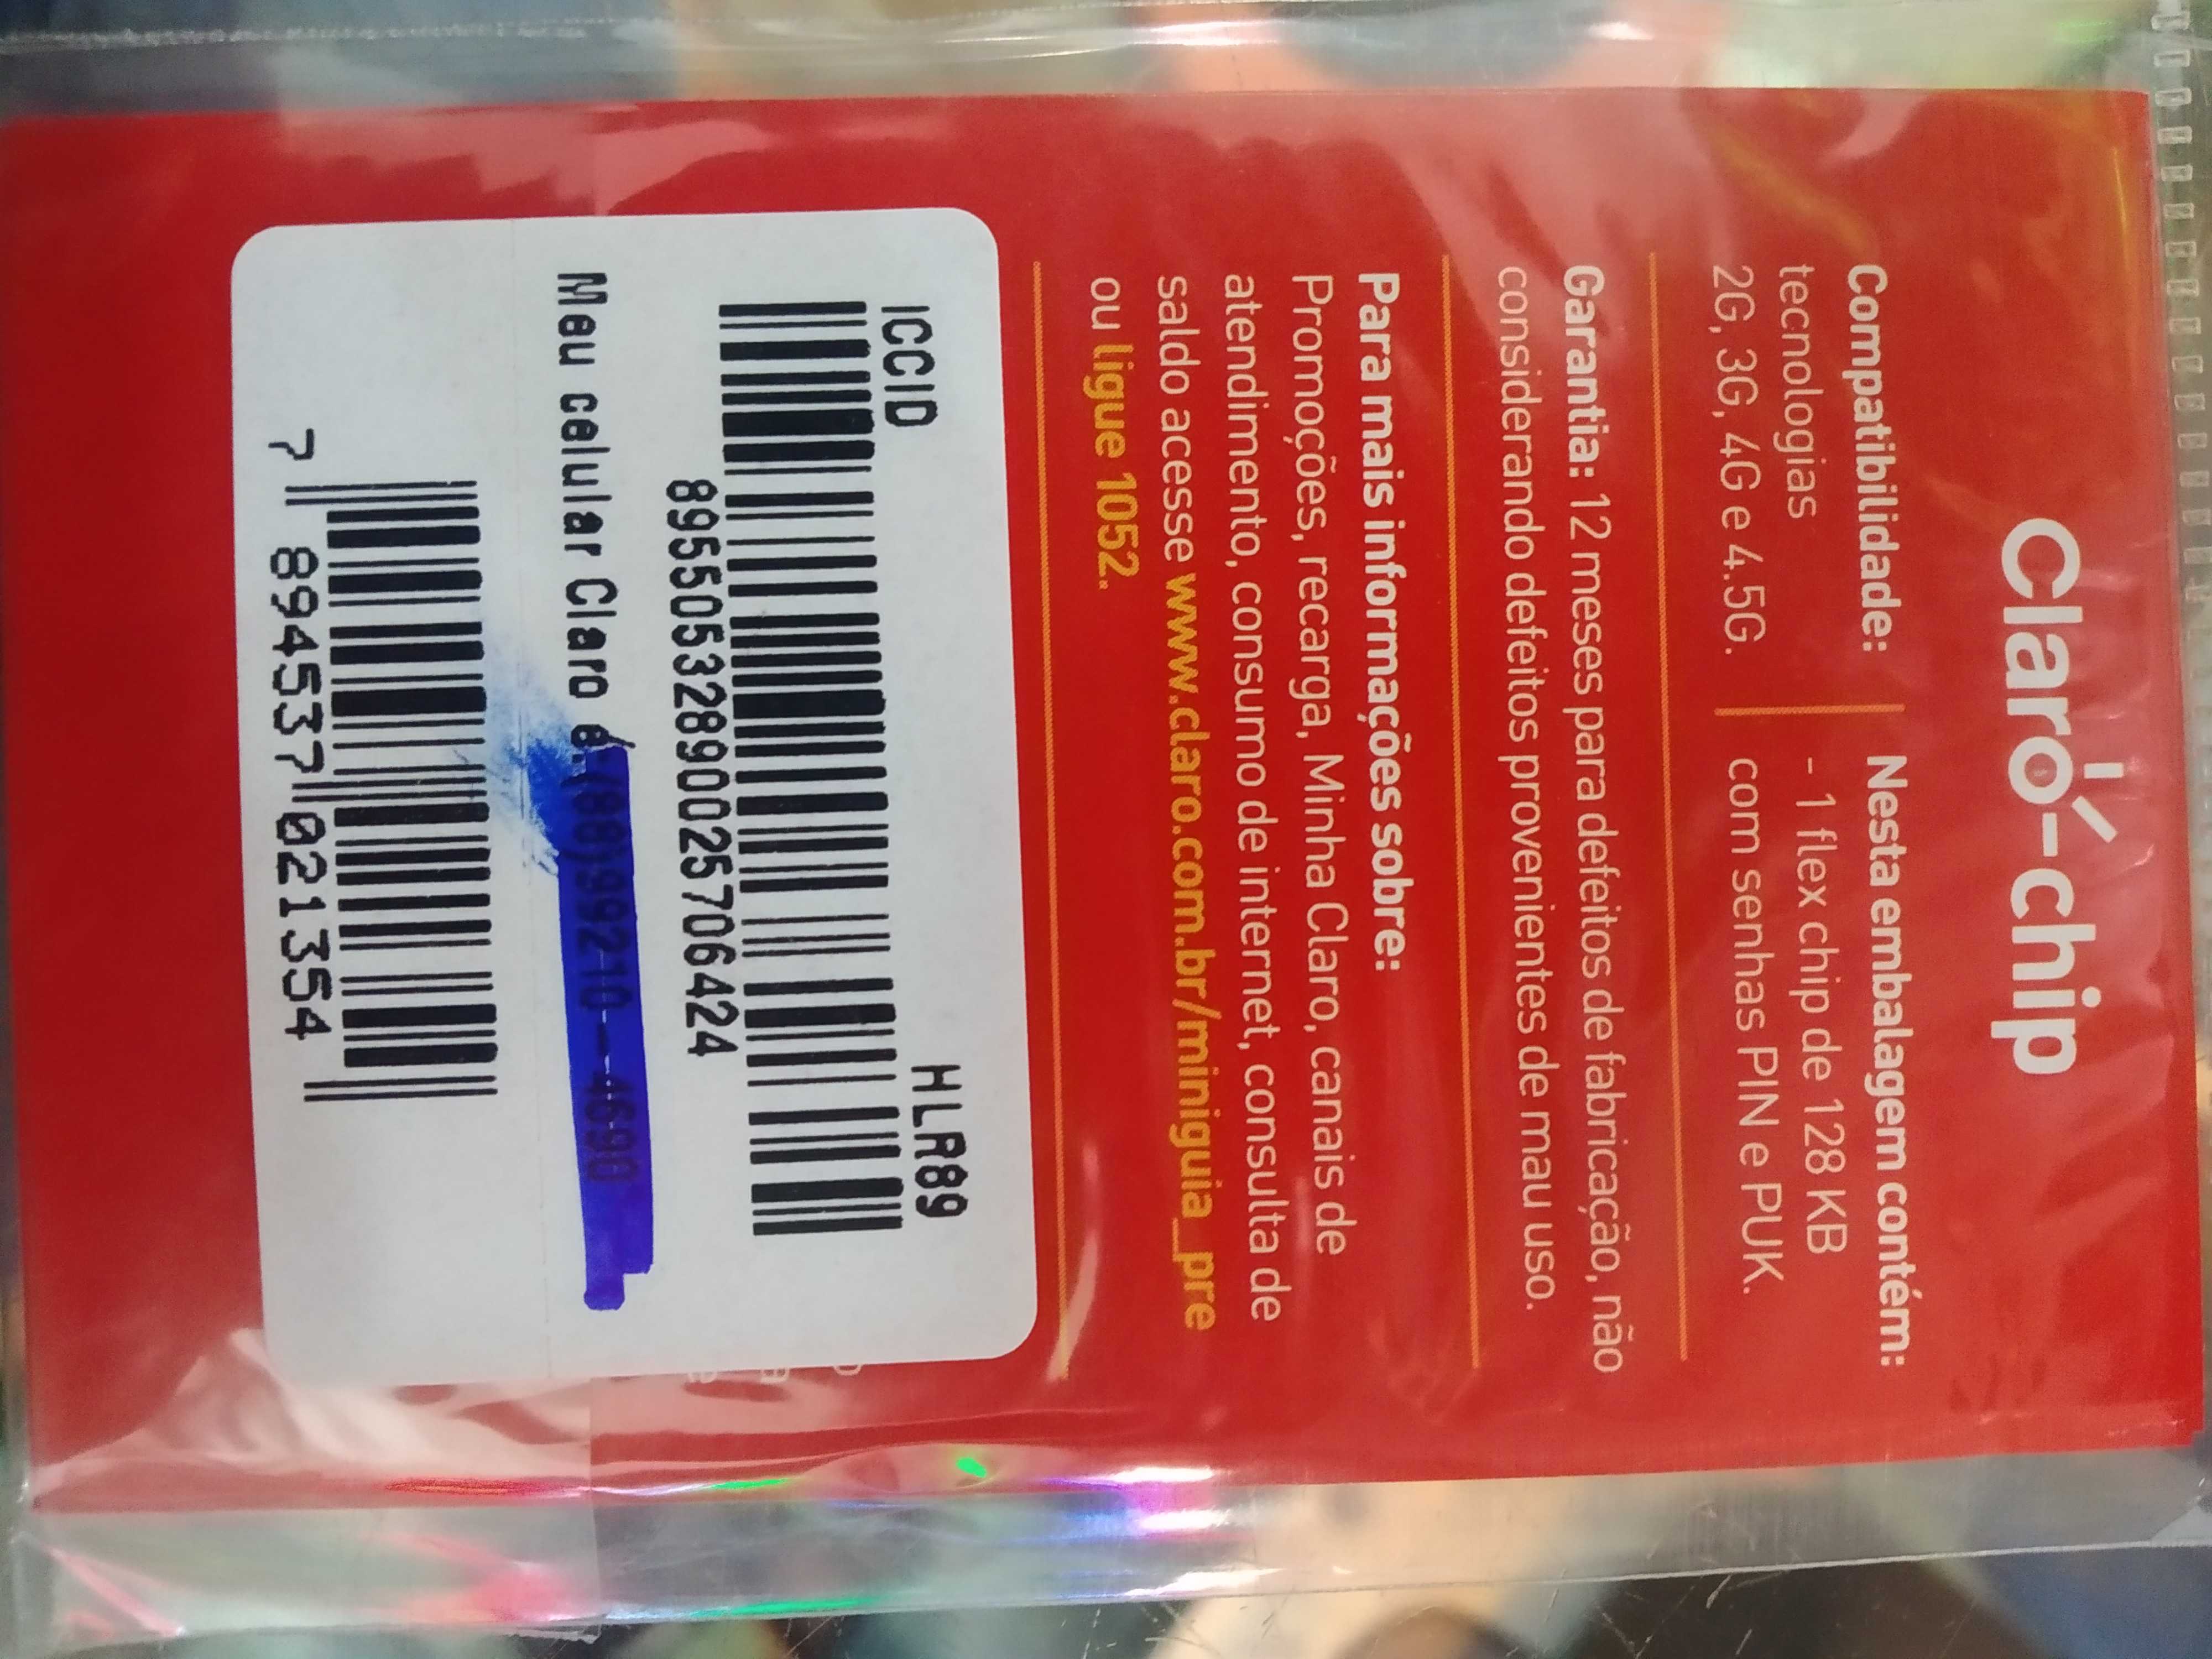 Claro-chip
Compatibilidade:
tecnologias
2G, 3G, 4G e 4.5G.
Nesta embalagem contém:
- 1 flex chip de 128 KB
com senhas PIN e PUK.
Garantia: 12 meses para defeitos de fabricação, não
considerando defeitos provenientes de mau uso.
Para mais informações sobre:
Promoções, recarga, Minha Claro, canais de
atendimento, consumo de internet, consulta de
saldo acesse www.claro.com.br/miniguia_pre
ou ligue 1052.
ICCID HLR89
89550532890025706424
Meu celular Claro é:
7 894537 021354